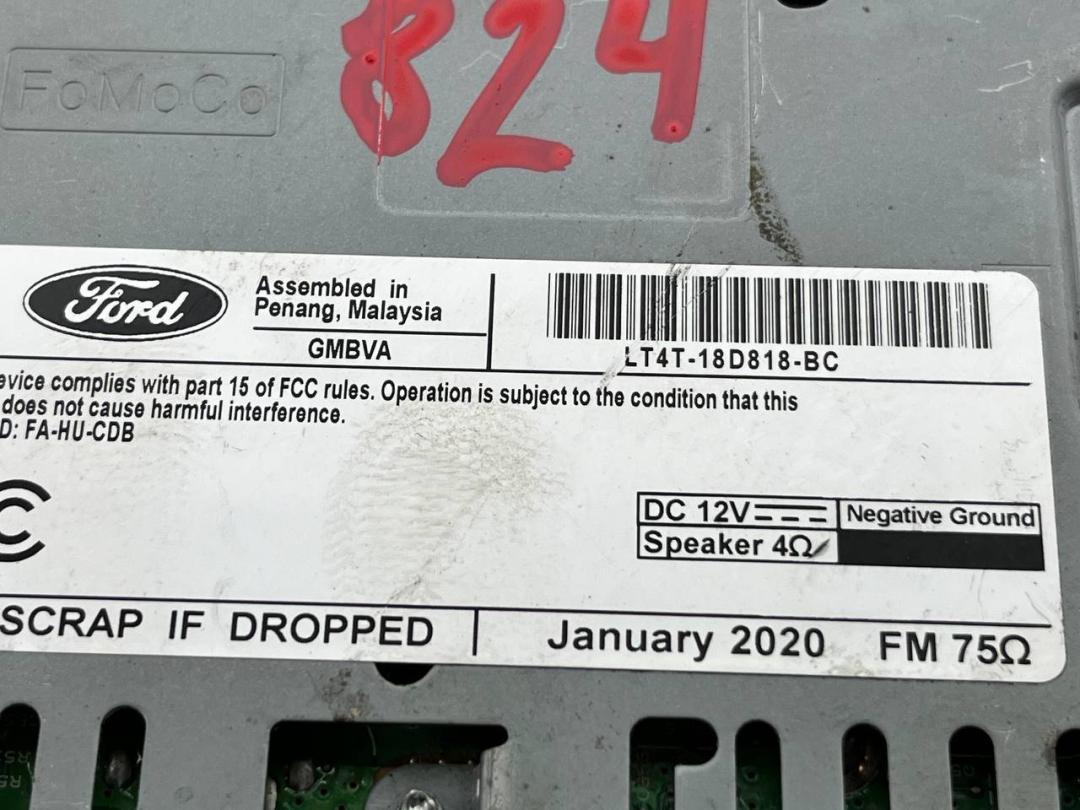 824
FoMoCo
Ford
Assembled in
Penang, Malaysia
GMBVA
LT4T-18D818-BC
evice complies with part 15 of FCC rules. Operation is subject to the condition that this
does not cause harmful interference.
D: FA-HU-CDB
DC 12V
Negative Ground
Speaker 4Ω
SCRAP IF DROPPED
January 2020
FM 75Ω